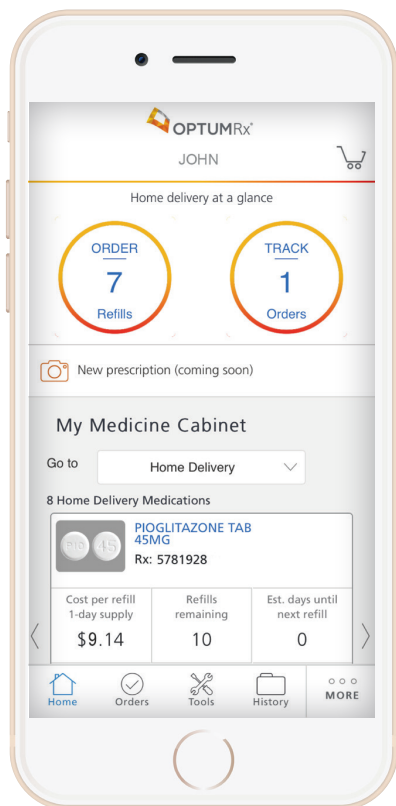 OPTUMRx®
JOHN
Home delivery at a glance
ORDER
7
Refills
TRACK
1
Orders
New prescription (coming soon)
My Medicine Cabinet
Go to
Home Delivery
8 Home Delivery Medications
PIO
45
PIOGLITAZONE TAB
45MG
Rx: 5781928
Cost per refill
1-day supply
$9.14
Refills
remaining
10
Est. days until
next refill
0
Home
Orders
Tools
History
MORE